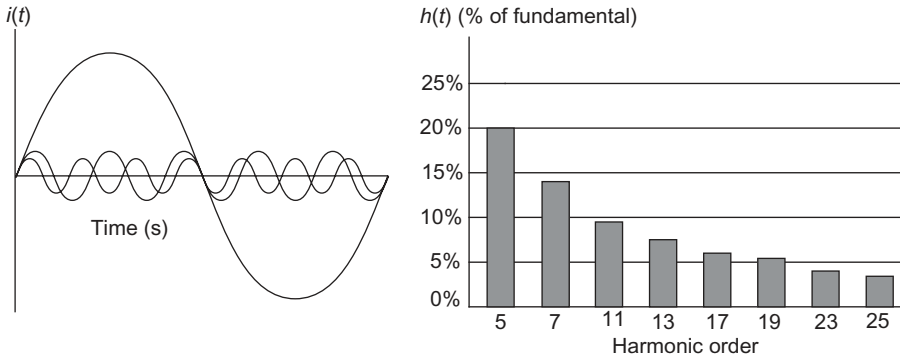 i(t)
Time (s)
h(t) (% of fundamental)
25%
20%
15%
10%
5%
0%
5 7 11 13 17 19 23 25
Harmonic order